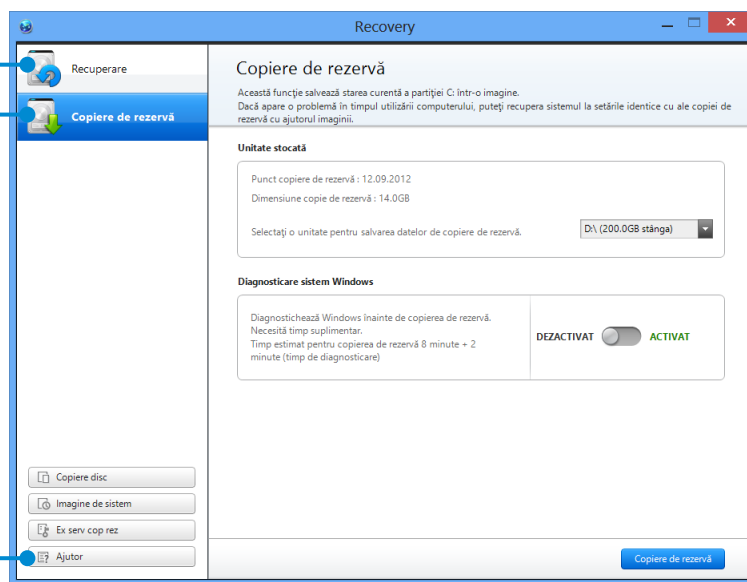 Recovery
Recuperare
Copiere de rezervă
Copiere disc
Imagine de sistem
Ex serv cop rez
Ajutor
Copiere de rezervă
Această funcţie salvează starea curentă a partiţiei C: într-o imagine.
Dacă apare o problemă în timpul utilizării computerului, puteţi recupera sistemul la setările identice cu ale copiei de
rezervă cu ajutorul imaginii.
Unitate stocată
Punct copiere de rezervă : 12.09.2012
Dimensiune copie de rezervă : 14.0GB
Selectaţi o unitate pentru salvarea datelor de copiere de rezervă.
D:\ (200.0GB stânga)
Diagnosticare sistem Windows
Diagnostichează Windows înainte de copierea de rezervă.
Necesită timp suplimentar.
Timp estimat pentru copierea de rezervă 8 minute + 2
minute (timp de diagnosticare)
DEZACTIVAT ACTIVAT
Copiere de rezervă